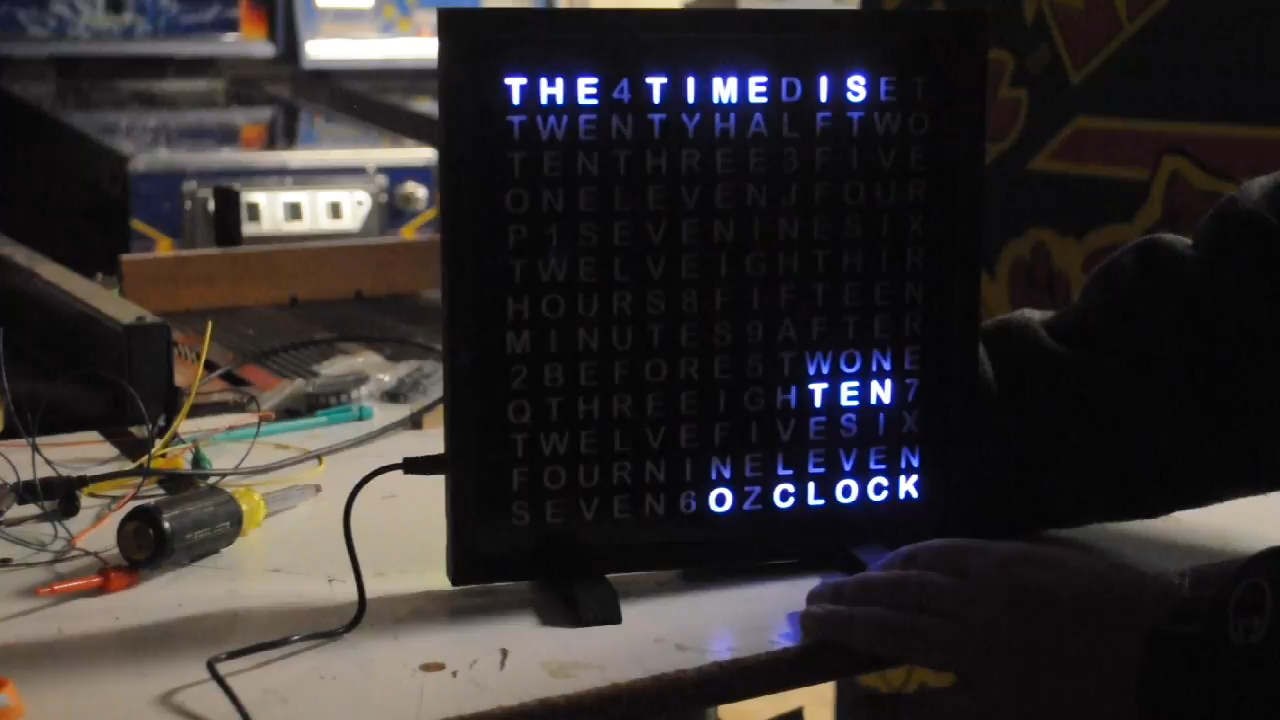 THE4TIMEDISET
TWENTYHALFTWO
TENTHREE3FIVE
ONELEVENJFOUR
P1SEVENINESIX
TWELVEIGHTHIR
HOURS8FIFTEEN
MINUTES9AFTER
2BEFORE5TWONE
QTHREEIGHTEN7
TWELVEFIVESIX
FOURNINELEVEN
SEVEN6OZCLOCK